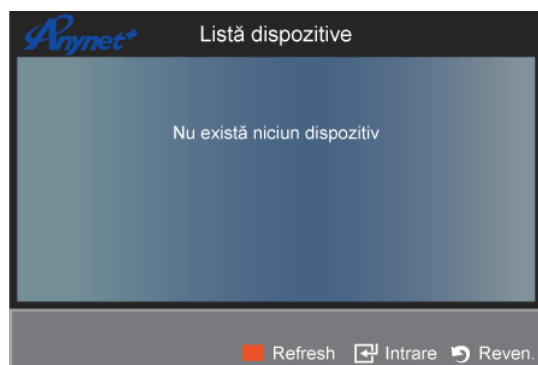 Anynet+
Listă dispozitive
Nu există niciun dispozitiv
Refresh Intrare Reven.